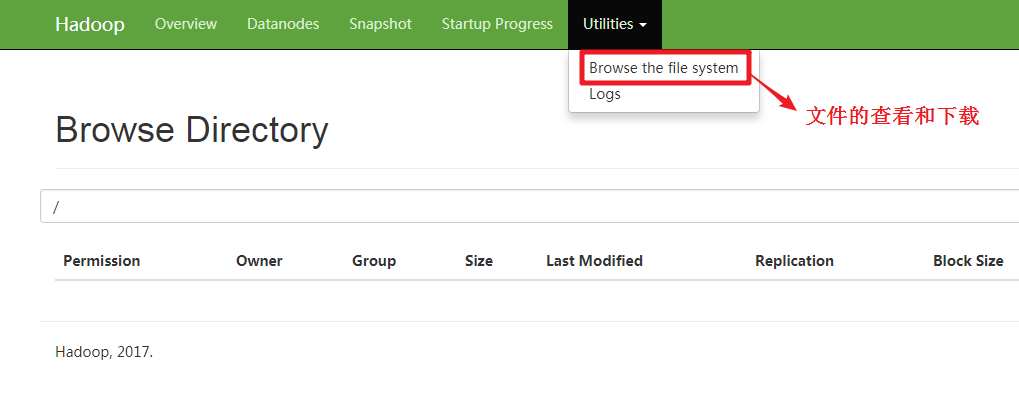 Hadoop Overview Datanodes Snapshot Startup Progress Utilities
Browse the file system
Logs
文件的查看和下载
Browse Directory
/
Permission Owner Group Size Last Modified Replication Block Size
Hadoop, 2017.